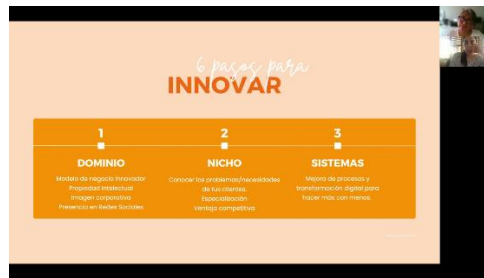 6 pasos para
INNOVAR
1
DOMINIO
Modelo de negocio innovador
Propiedad Intelectual
Imagen corporativa
Presencia en Redes Sociales
2
NICHO
Conocer los problemas/necesidades
de tus clientes.
Especialización
Ventaja competitiva
3
SISTEMAS
Mejora de procesos y
transformación digital para
hacer más con menos.